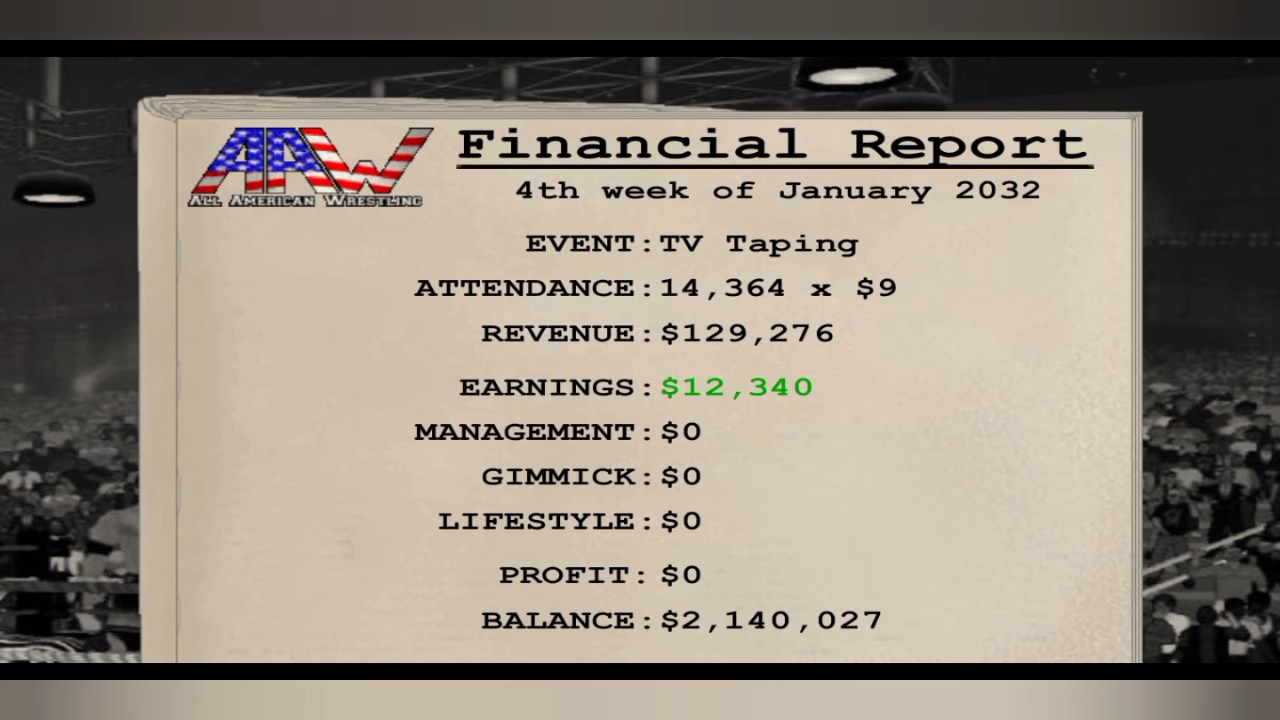 AAW
ALL AMERICAN WRESTLING
Financial Report
4th week of January 2032
EVENT: TV Taping
ATTENDANCE: 14,364 x $9
REVENUE: $129,276
EARNINGS: $12,340
MANAGEMENT: $0
GIMMICK: $0
LIFESTYLE: $0
PROFIT: $0
BALANCE: $2,140,027